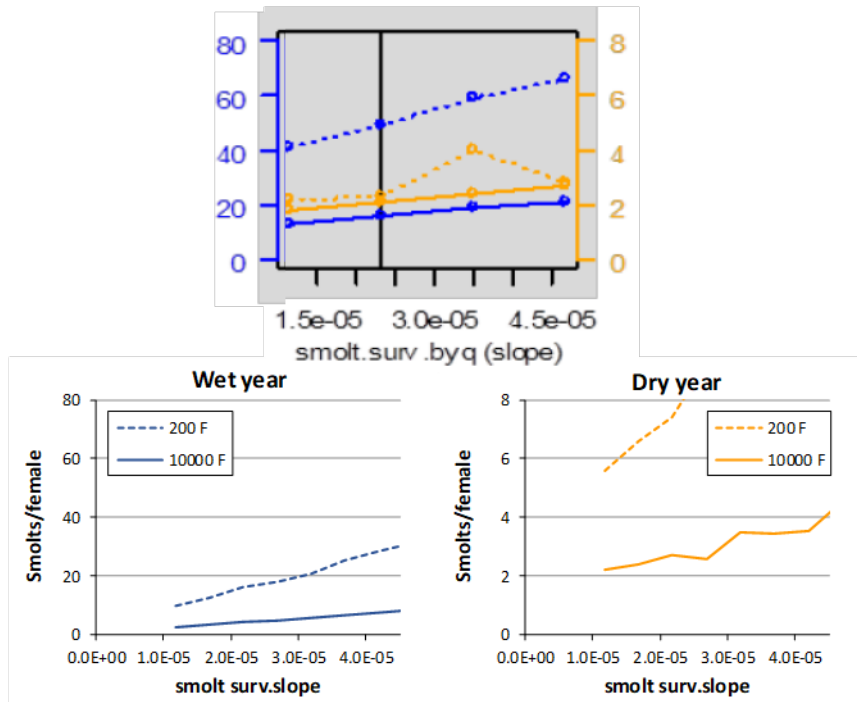 80 8
60 6
40 4
20 2
0 0
1.5e-05 3.0e-05 4.5e-05
smolt.surv .byq (slope)
Wet year
80
60
40
20
0
200 F
10000 F
Smolts/female
0.0E+00 1.0E-05 2.0E-05 3.0E-05 4.0E-05
smolt surv.slope
Dry year
8
6
4
2
0
200 F
10000 F
Smolts/female
0.0E+00 1.0E-05 2.0E-05 3.0E-05 4.0E-05
smolt surv.slope